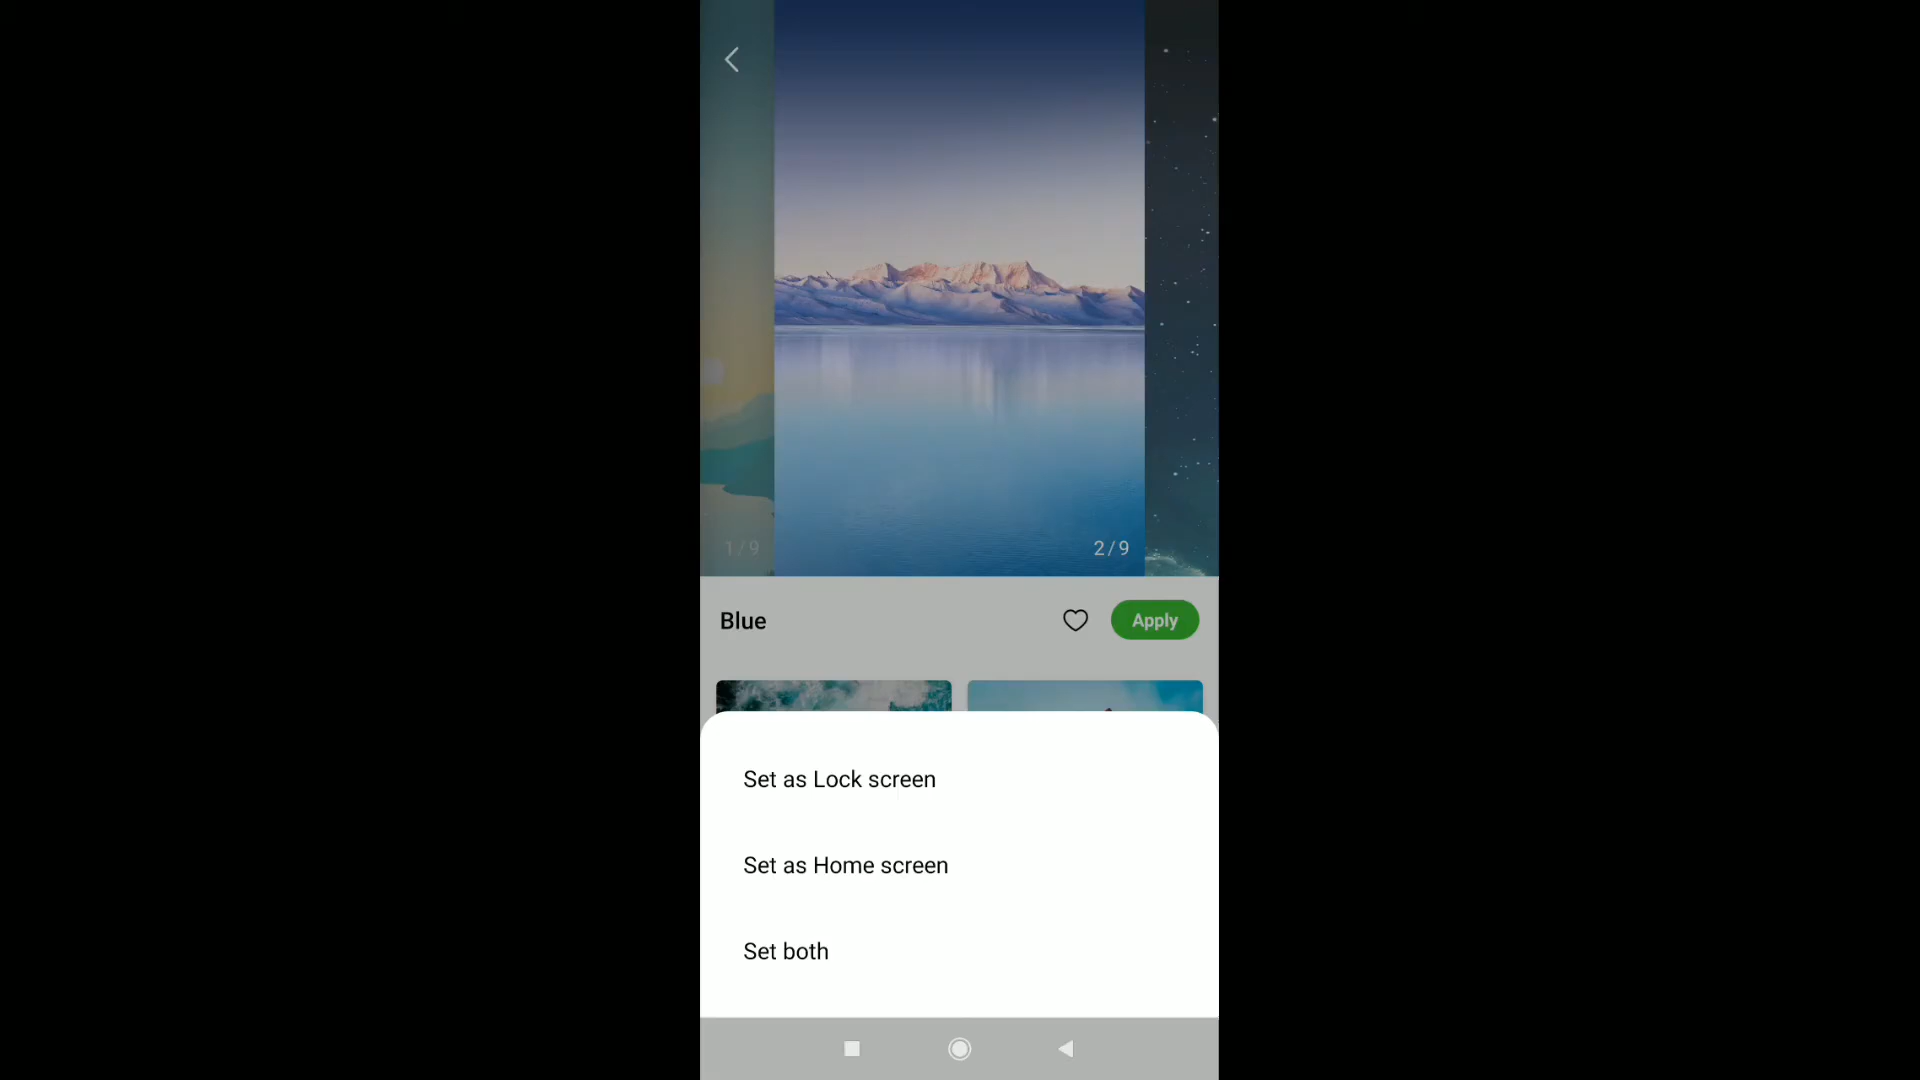 1/9
2/9
Blue
Apply
Set as Lock screen
Set as Home screen
Set both